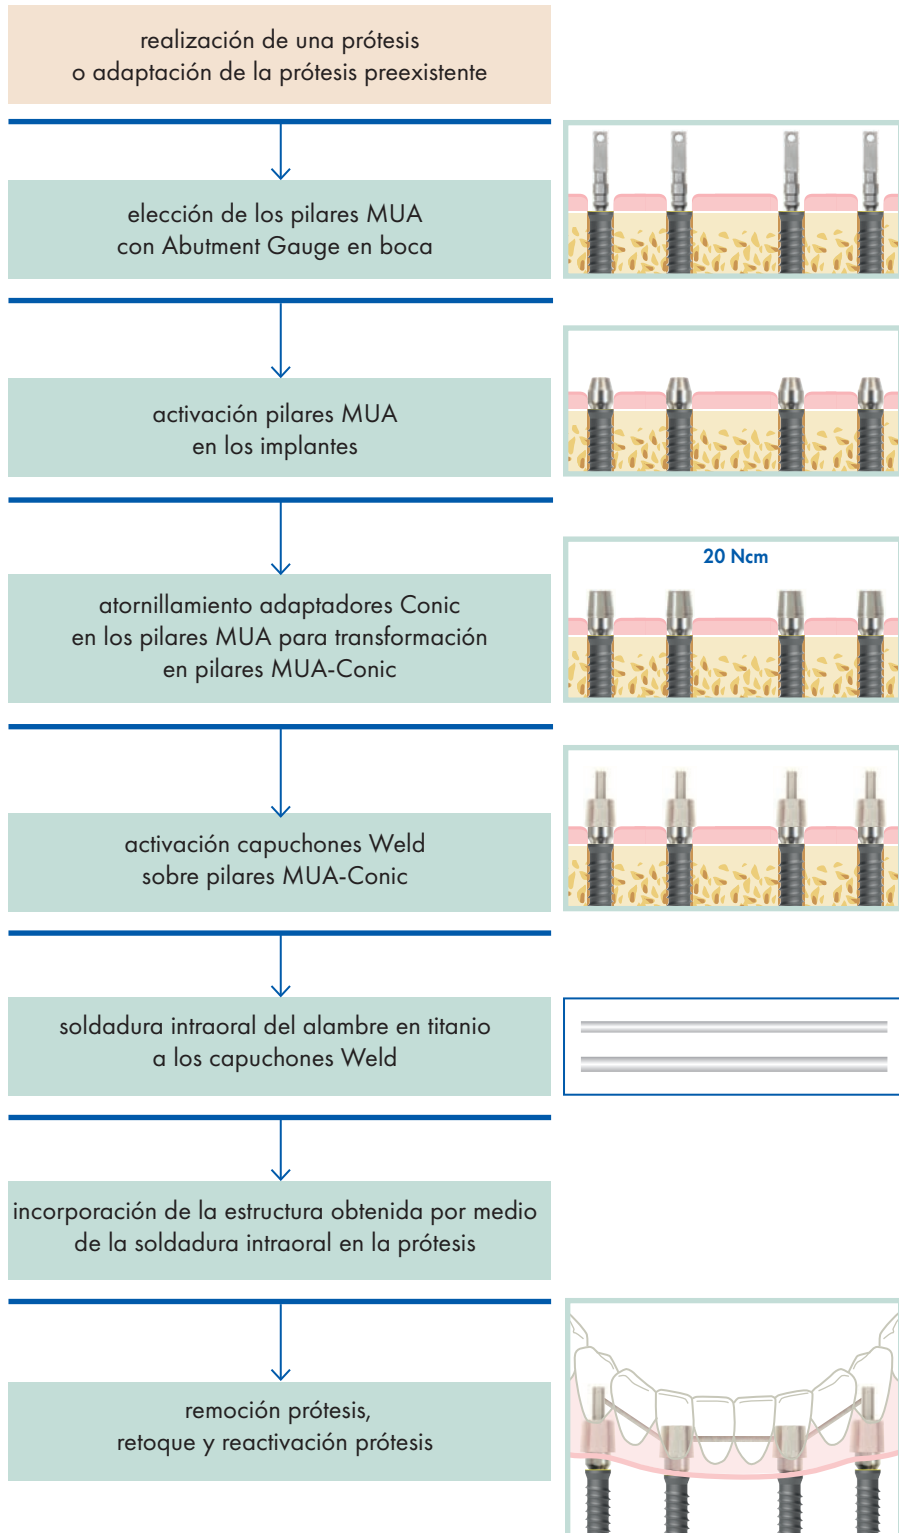 realización de una prótesis
o adaptación de la prótesis preexistente
elección de los pilares MUA
con Abutment Gauge en boca
activación pilares MUA
en los implantes
20 Ncm
atornillamiento adaptadores Conic
en los pilares MUA para transformación
en pilares MUA-Conic
activación capuchones Weld
sobre pilares MUA-Conic
soldadura intraoral del alambre en titanio
a los capuchones Weld
incorporación de la estructura obtenida por medio
de la soldadura intraoral en la prótesis
remoción prótesis,
retoque y reactivación prótesis